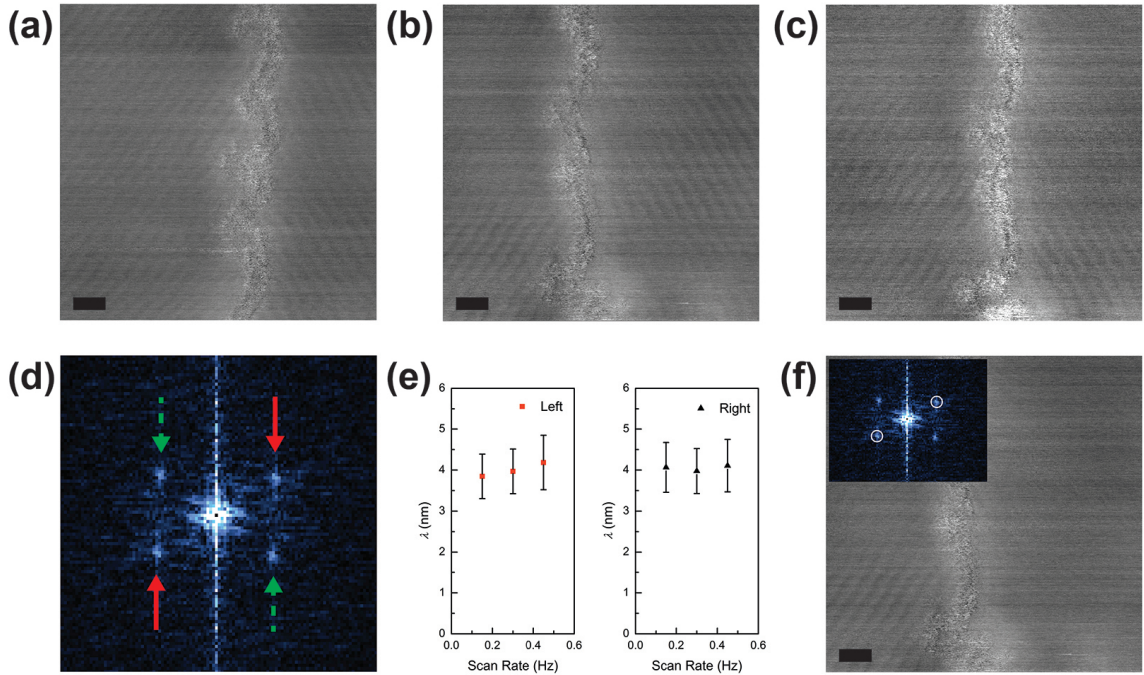 (a)
(b)
(c)
(d)
(e)
6
5
4
3
2
1
0
λ (nm)
Left
0.0 0.2 0.4 0.6
Scan Rate (Hz)
6
5
4
3
2
1
0
λ (nm)
Right
0.0 0.2 0.4 0.6
Scan Rate (Hz)
(f)